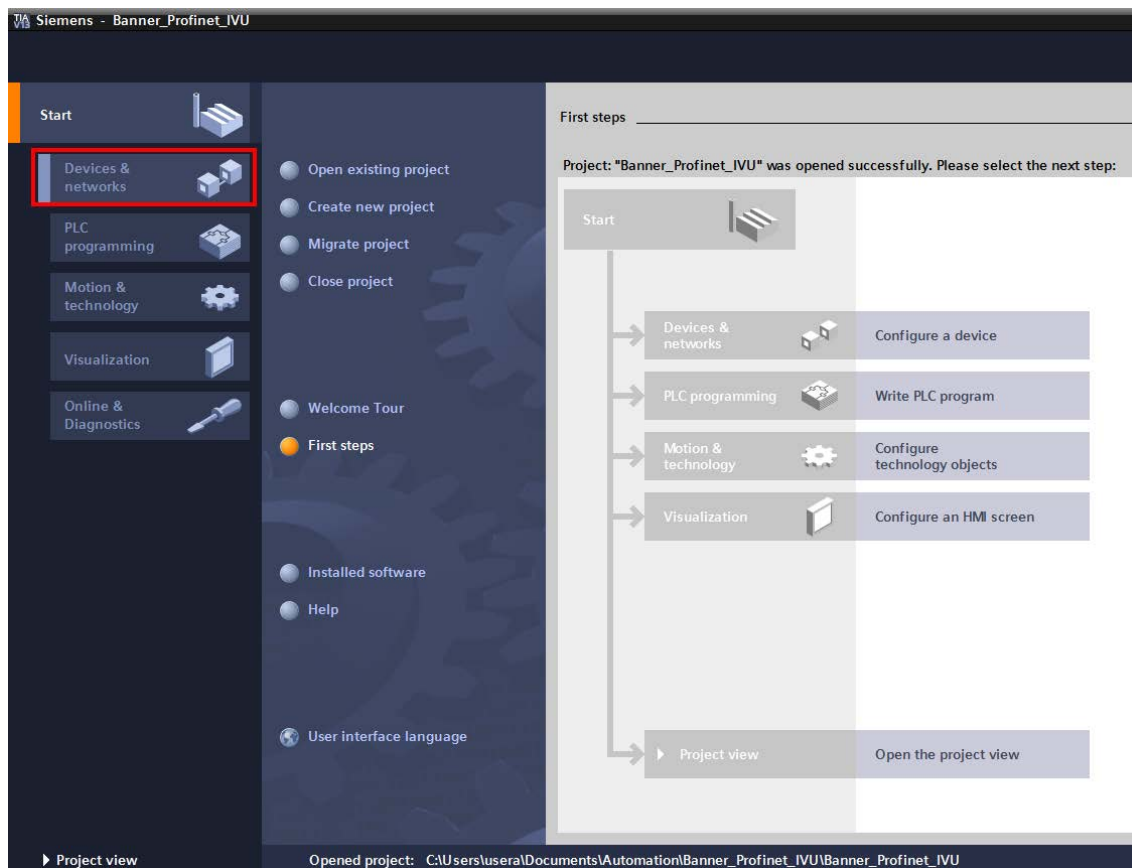 TIA
V13
Siemens - Banner_Profinet_IVU
Start
Devices &
networks
PLC
programming
Motion &
technology
Visualization
Online &
Diagnostics
Open existing project
Create new project
Migrate project
Close project
Welcome Tour
First steps
Installed software
Help
User interface language
First steps
Project: "Banner_Profinet_IVU" was opened successfully. Please select the next step:
Start
Devices &
networks
Configure a device
PLC programming
Write PLC program
Motion &
technology
Configure
technology objects
Visualization
Configure an HMI screen
Project view
Open the project view
Project view
Opened project: C:\Users\usera\Documents\Automation\Banner_Profinet_IVU\Banner_Profinet_IVU